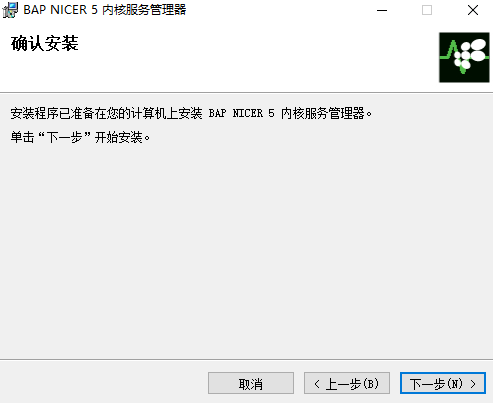 BAP NICER 5 内核服务管理器
确认安装
安装程序已准备在您的计算机上安装 BAP NICER 5 内核服务管理器。
单击“下一步”开始安装。
取消
< 上一步(B)
下一步(N) >